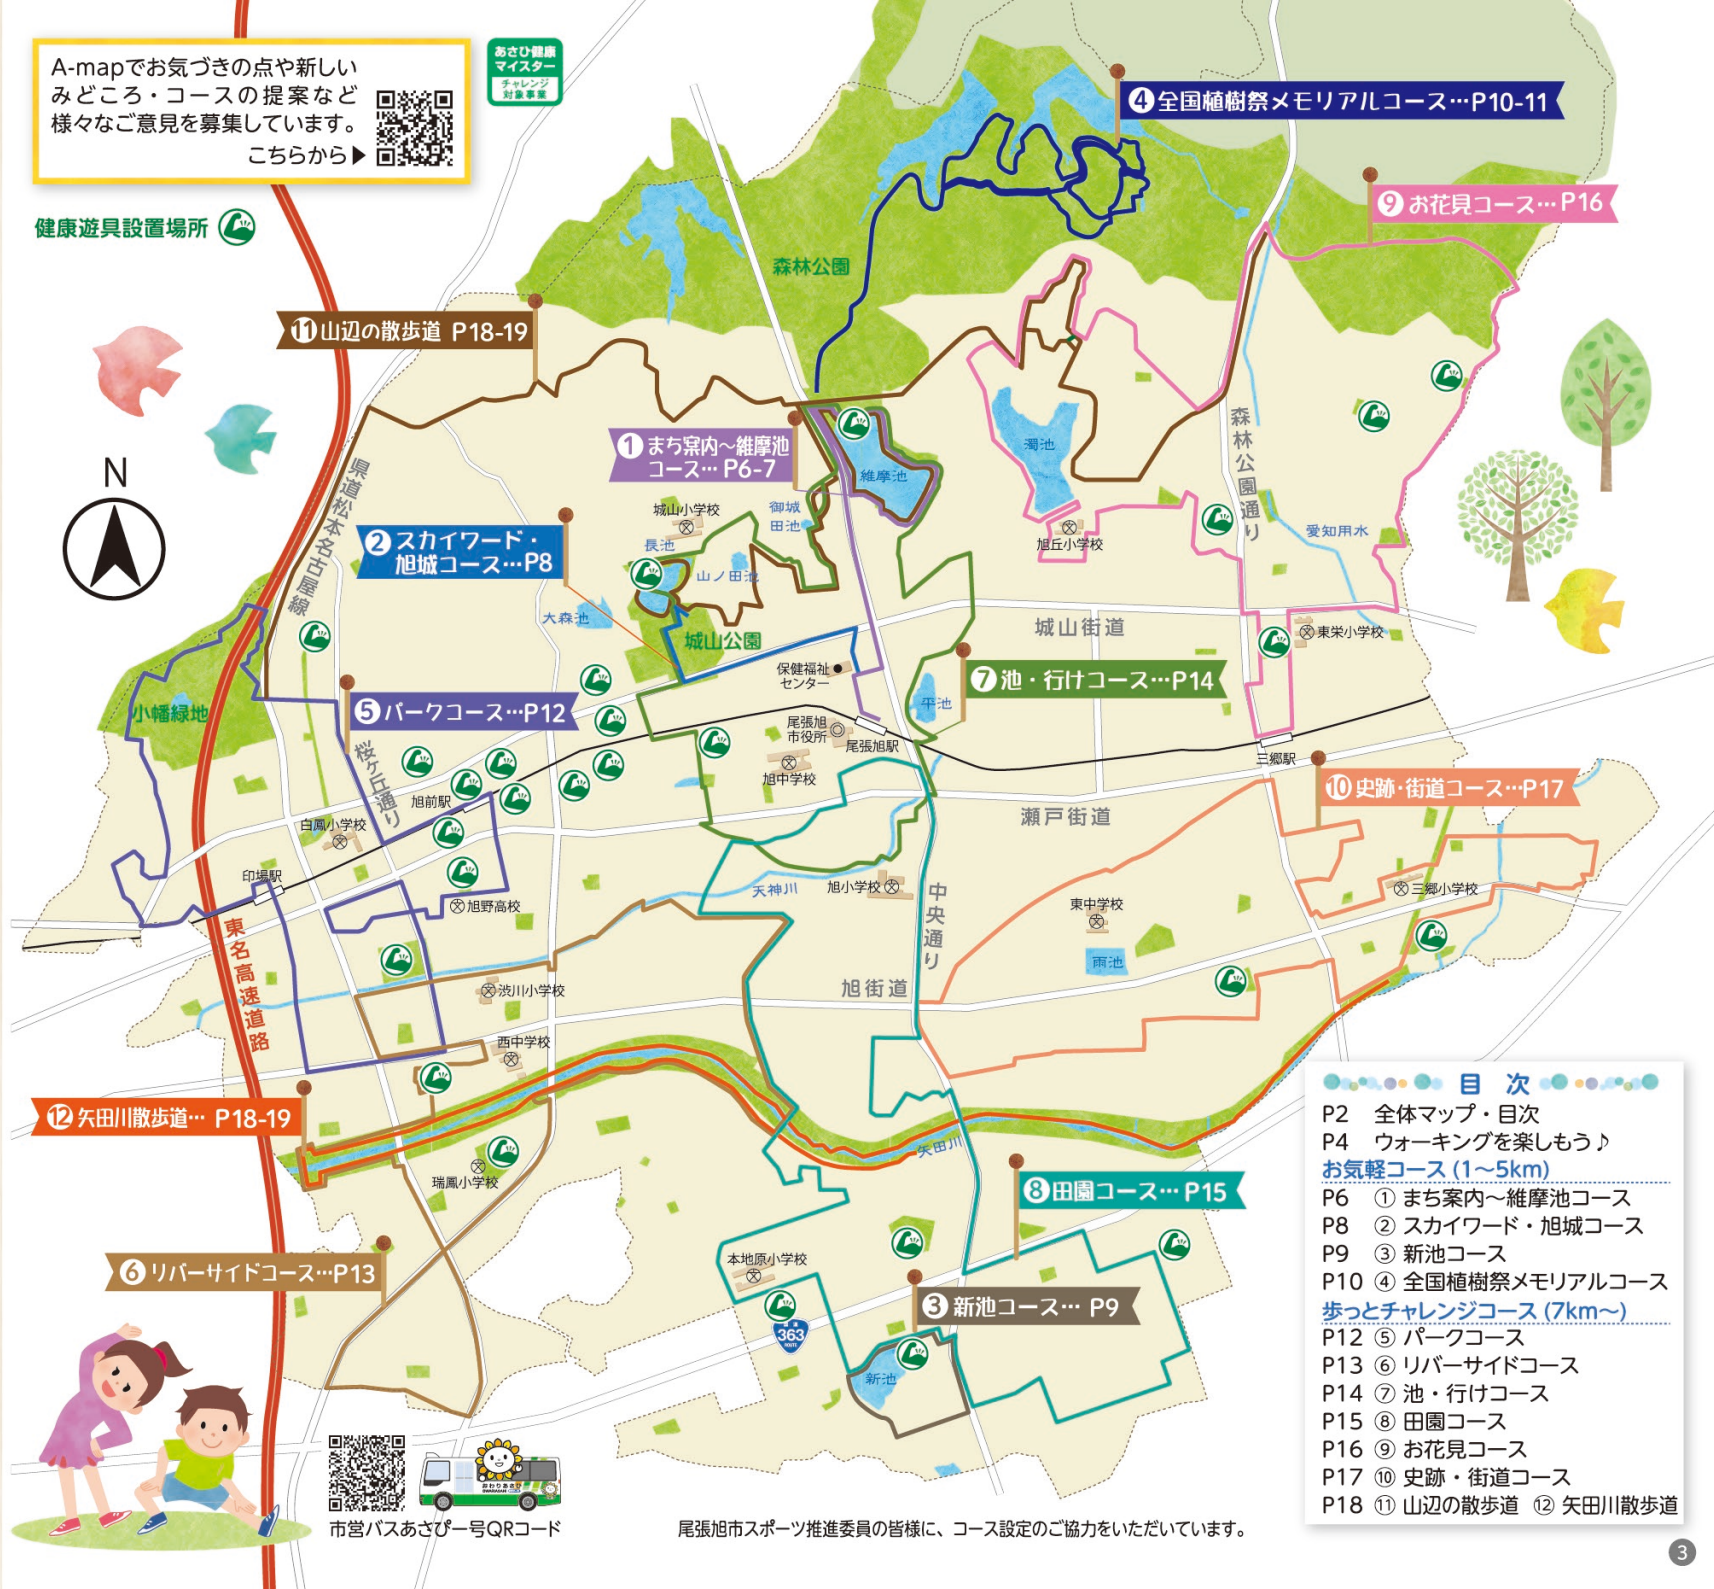 A-mapでお気づきの点や新しい
みどころ・コースの提案など
様々なご意見を募集しています。
こちらから▶
あさひ健康
マイスター
チャレンジ
対象事業
健康遊具設置場所
N
④全国植樹祭メモリアルコース…P10-11
⑨お花見コース…P16
森林公園
⑪山辺の散歩道 P18-19
①まち案内～維摩池
コース… P6-7
維摩池
濁池
森林公園通り
愛知用水
県道松本名古屋線
城山小学校
御城
田池
長池
山ノ田池
旭丘小学校
②スカイワード・
旭城コース…P8
大森池
城山公園
城山街道
東栄小学校
保健福祉
センター
⑦池・行けコース…P14
平池
小幡緑地
⑤パークコース…P12
桜ヶ丘通り
尾張旭
市役所
尾張旭駅
旭中学校
三郷駅
⑩史跡・街道コース…P17
旭前駅
瀬戸街道
白鳳小学校
印場駅
旭野高校
天神川
旭小学校
中央通り
東中学校
三郷小学校
雨池
東名高速道路
渋川小学校
旭街道
西中学校
⑫矢田川散歩道… P18-19
矢田川
瑞鳳小学校
⑧田園コース…P15
本地原小学校
⑥リバーサイドコース…P13
③新池コース… P9
国道
363
ROUTE
新池
目 次
P2 全体マップ・目次
P4 ウォーキングを楽しもう♪
お気軽コース (1～5km)
P6 ① まち案内～維摩池コース
P8 ② スカイワード・旭城コース
P9 ③ 新池コース
P10 ④ 全国植樹祭メモリアルコース
歩っとチャレンジコース (7km～)
P12 ⑤ パークコース
P13 ⑥ リバーサイドコース
P14 ⑦ 池・行けコース
P15 ⑧ 田園コース
P16 ⑨ お花見コース
P17 ⑩ 史跡・街道コース
P18 ⑪ 山辺の散歩道 ⑫ 矢田川散歩道
おわりあさひ
市営バスあさぴー号QRコード
尾張旭市スポーツ推進委員の皆様に、コース設定のご協力をいただいています。
3